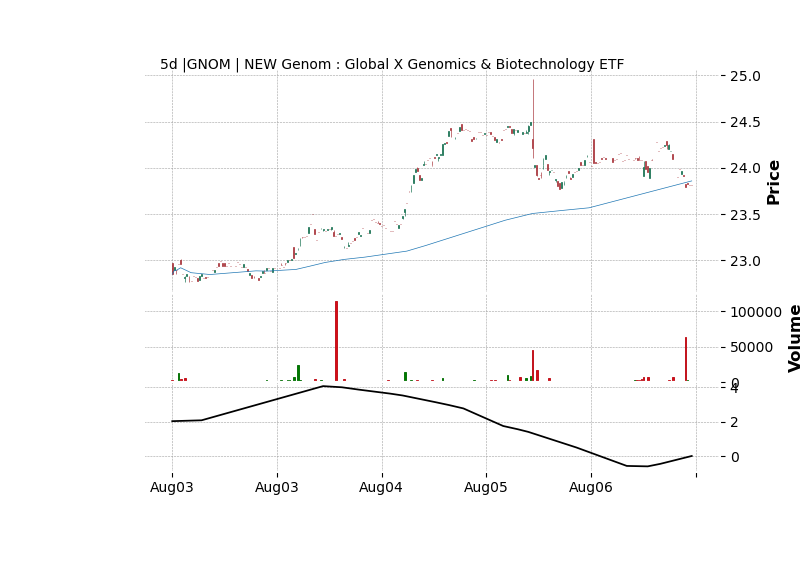 5d |GNOM | NEW Genom : Global X Genomics & Biotechnology ETF
25.0
24.5
24.0
23.5
23.0
Price
100000
50000
0
Volume
4
2
0
Aug03
Aug03
Aug04
Aug05
Aug06